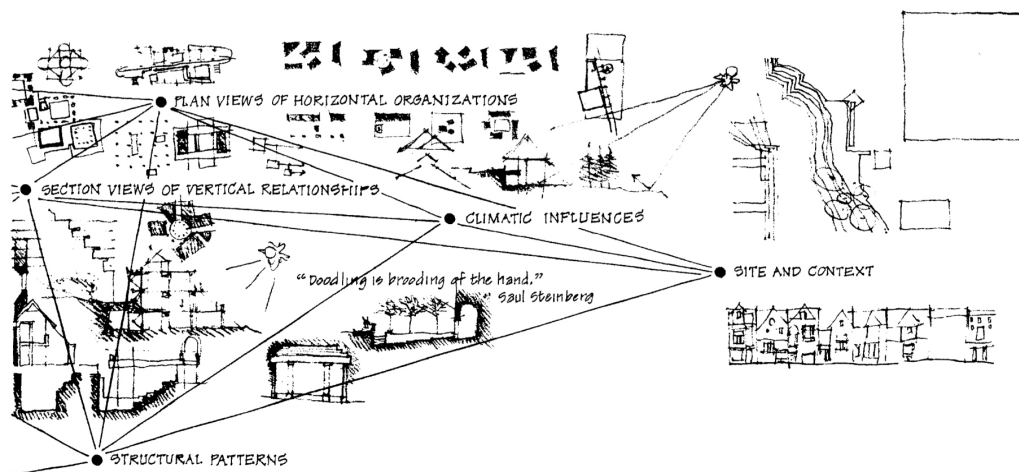 PLAN VIEWS OF HORIZONTAL ORGANIZATIONS
SECTION VIEWS OF VERTICAL RELATIONSHIPS
CLIMATIC INFLUENCES
SITE AND CONTEXT
“Doodling is brooding of the hand.”
Saul Steinberg
STRUCTURAL PATTERNS